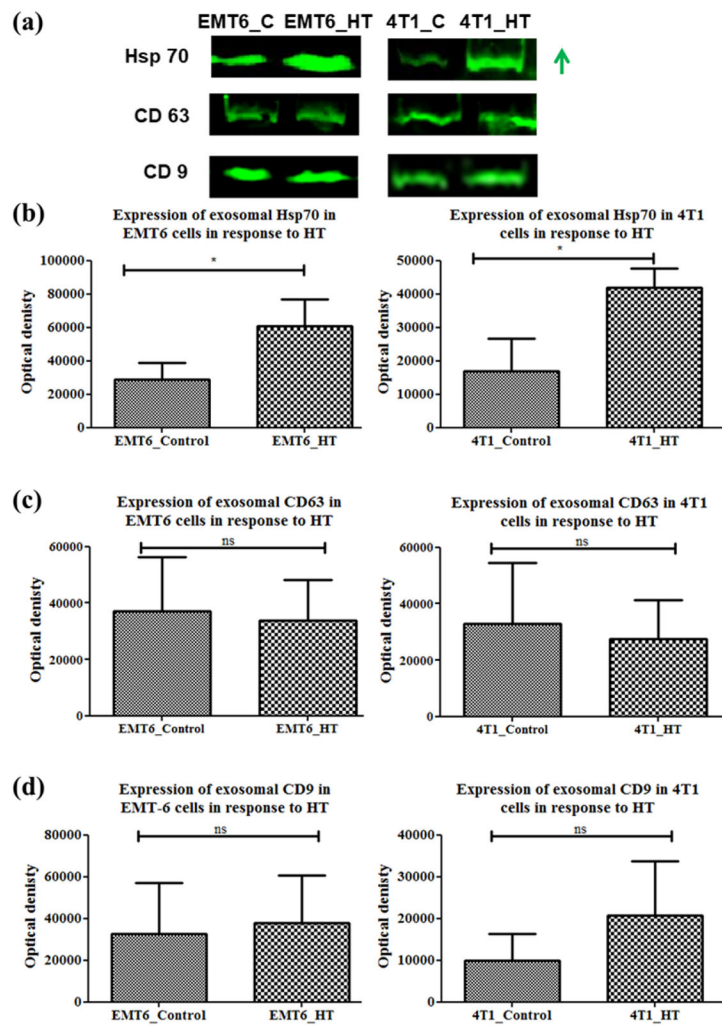 (a)
EMT6_C EMT6_HT 4T1_C 4T1_HT
Hsp 70
CD 63
CD 9
(b)
Expression of exosomal Hsp70 in
EMT6 cells in response to HT
100000
80000
60000
40000
20000
0
Optical denisty
*
EMT6_Control EMT6_HT
Expression of exosomal Hsp70 in 4T1
cells in response to HT
50000
40000
30000
20000
10000
0
Optical denisty
*
4T1_Control 4T1_HT
(c)
Expression of exosomal CD63 in
EMT6 cells in response to HT
60000
40000
20000
0
Optical denisty
ns
EMT6_Control EMT6_HT
Expression of exosomal CD63 in 4T1
cells in response to HT
60000
40000
20000
0
Optical denisty
ns
4T1_Control 4T1_HT
(d)
Expression of exosomal CD9 in
EMT-6 cells in response to HT
80000
60000
40000
20000
0
Optical denisty
ns
EMT6_Control EMT6_HT
Expression of exosomal CD9 in 4T1
cells in response to HT
40000
30000
20000
10000
0
Optical denisty
ns
4T1_Control 4T1_HT